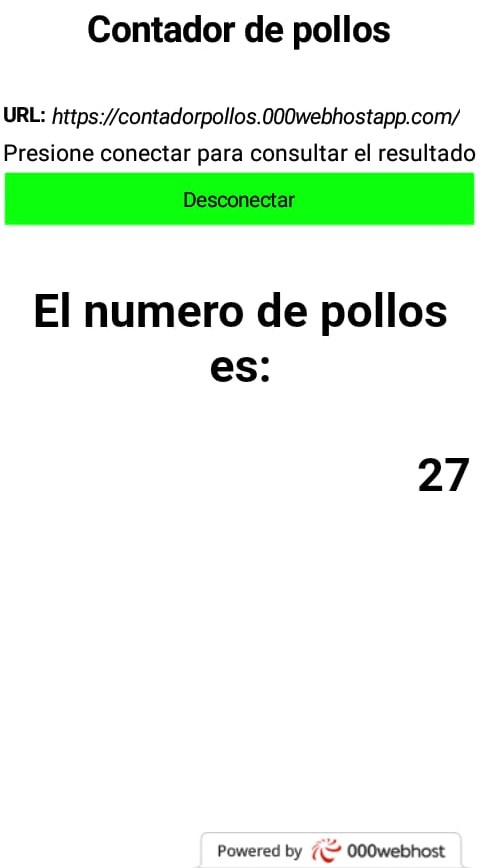 Contador de pollos
URL: https://contadorpollos.000webhostapp.com/
Presione conectar para consultar el resultado
Desconectar
El numero de pollos
es:
27
Powered by 000webhost